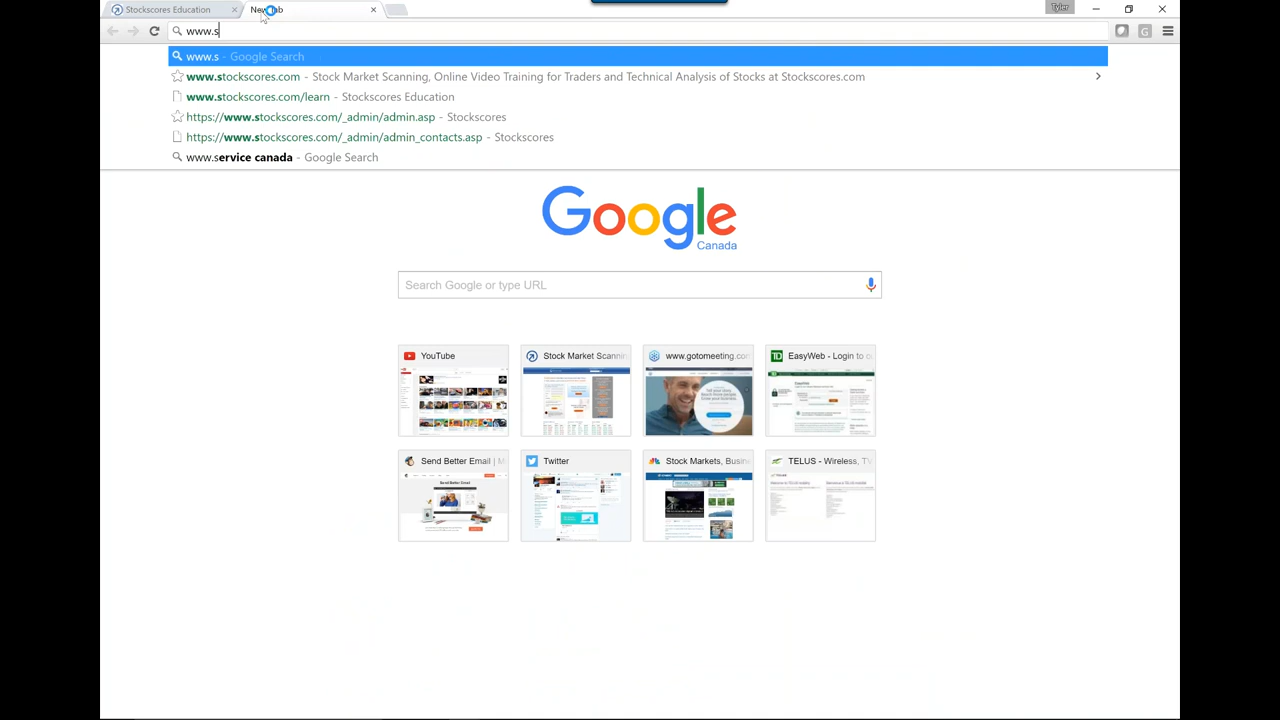 Stockscores Education
New Tab
Tyler
www.s
www.s - Google Search
www.stockscores.com - Stock Market Scanning, Online Video Training for Traders and Technical Analysis of Stocks at Stockscores.com
www.stockscores.com/learn - Stockscores Education
https://www.stockscores.com/_admin/admin.asp - Stockscores
https://www.stockscores.com/_admin/admin_contacts.asp - Stockscores
www.service canada - Google Search
Google
Canada
Search Google or type URL
YouTube
Stock Market Scannin
www.gotomeeting.com
EasyWeb - Login to o
Send Better Email | M
Twitter
Stock Markets, Busin
TELUS - Wireless, TV